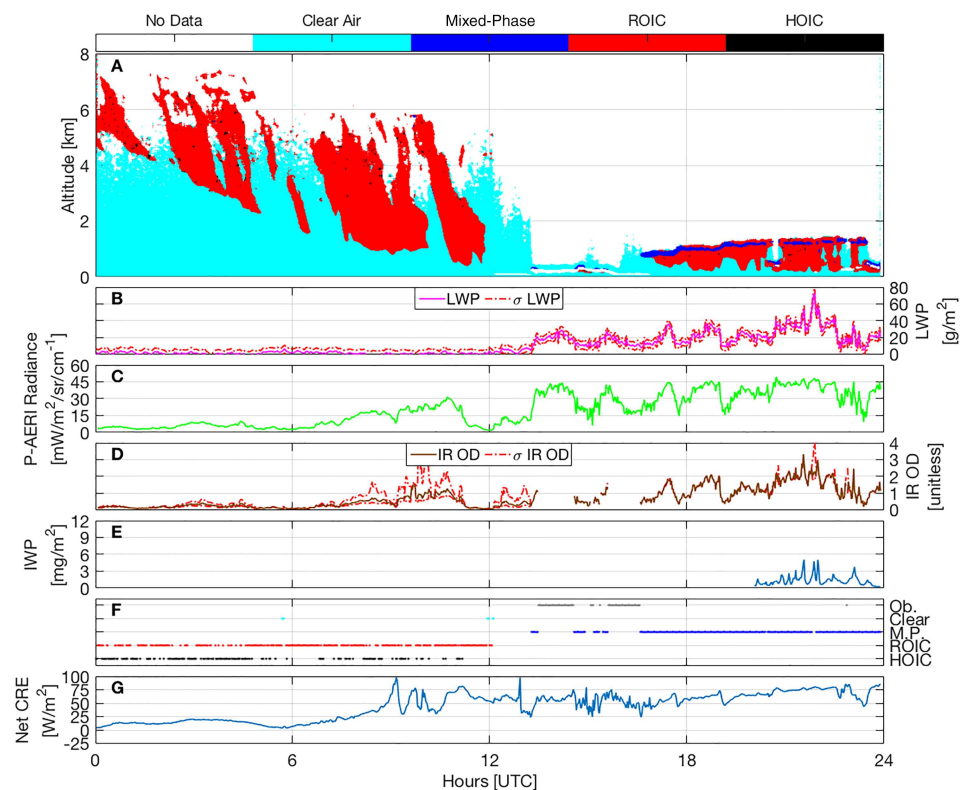 No Data Clear Air Mixed-Phase ROIC HOIC
A
8
6
4
2
0
Altitude [km]
B
LWP σ LWP
80
60
40
20
0
LWP
[g/m²]
C
60
45
30
15
0
P-AERI Radiance
[mW/m²/sr/cm⁻¹]
D
IR OD σ IR OD
4
3
2
1
0
IR OD
[unitless]
E
12
9
6
3
0
IWP
[mg/m²]
F
Ob.
Clear
M.P.
ROIC
HOIC
G
100
75
50
25
0
-25
Net CRE
[W/m²]
0 6 12 18 24
Hours [UTC]